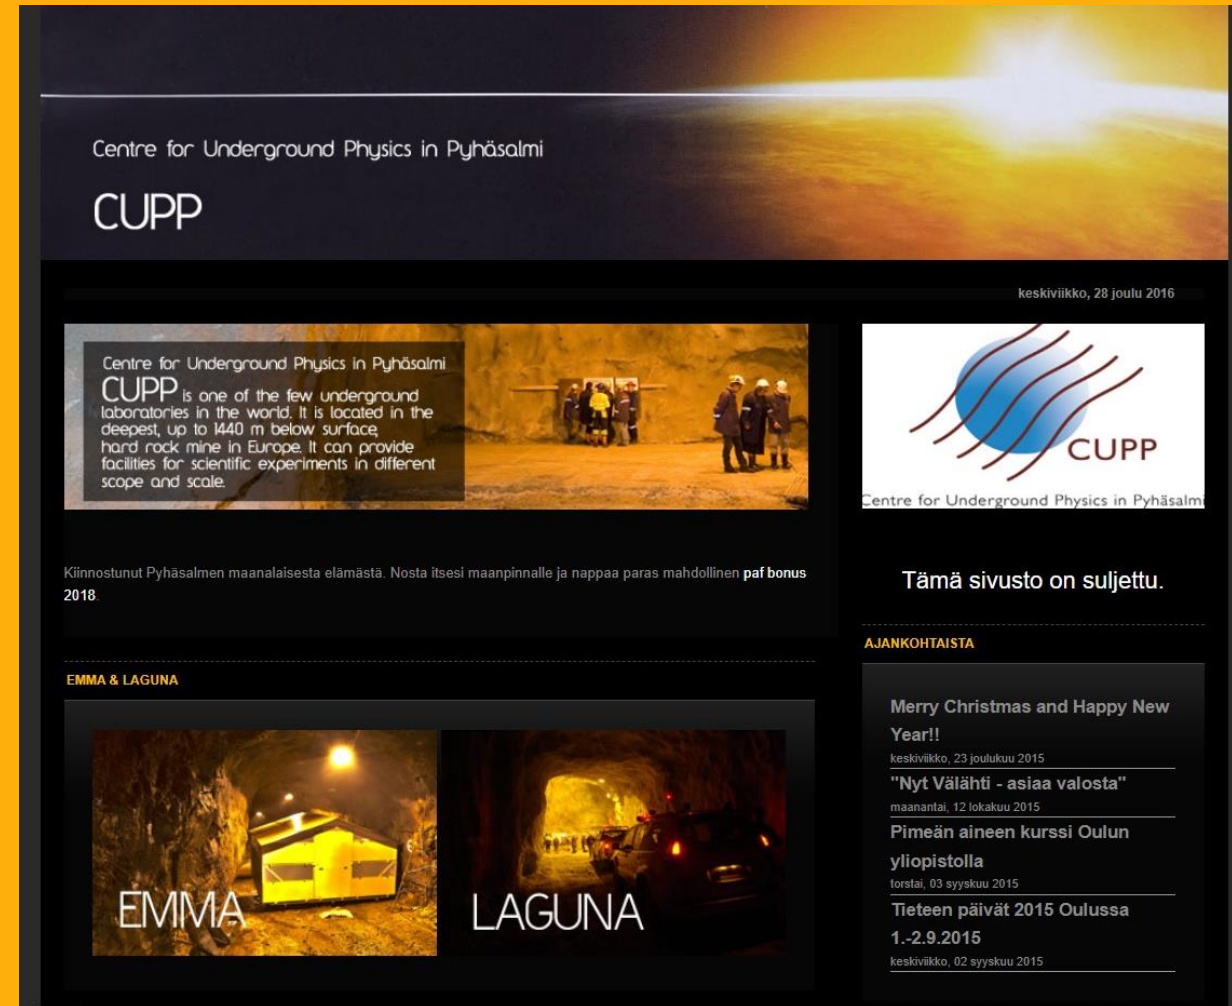 Centre for Underground Physics in Pyhäsalmi
CUPP
keskiviikko, 28 joulu 2016
Centre for Underground Physics in Pyhäsalmi
CUPP is one of the few underground
laboratories in the world. It is located in the
deepest, up to 1440 m below surface,
hard rock mine in Europe. It can provide
facilities for scientific experiments in different
scope and scale.
CUPP
Centre for Underground Physics in Pyhäsalmi
Kiinnostunut Pyhäsalmen maanalaisesta elämästä. Nosta itsesi maanpinnalle ja nappaa paras mahdollinen paf bonus
2018.
Tämä sivusto on suljettu.
EMMA & LAGUNA
EMMA
LAGUNA
AJANKOHTAISTA
Merry Christmas and Happy New
Year!!
keskiviikko, 23 joulukuu 2015
"Nyt Välähti - asiaa valosta"
maanantai, 12 lokakuu 2015
Pimeän aineen kurssi Oulun
yliopistolla
torstai, 03 syyskuu 2015
Tieteen päivät 2015 Oulussa
1.-2.9.2015
keskiviikko, 02 syyskuu 2015